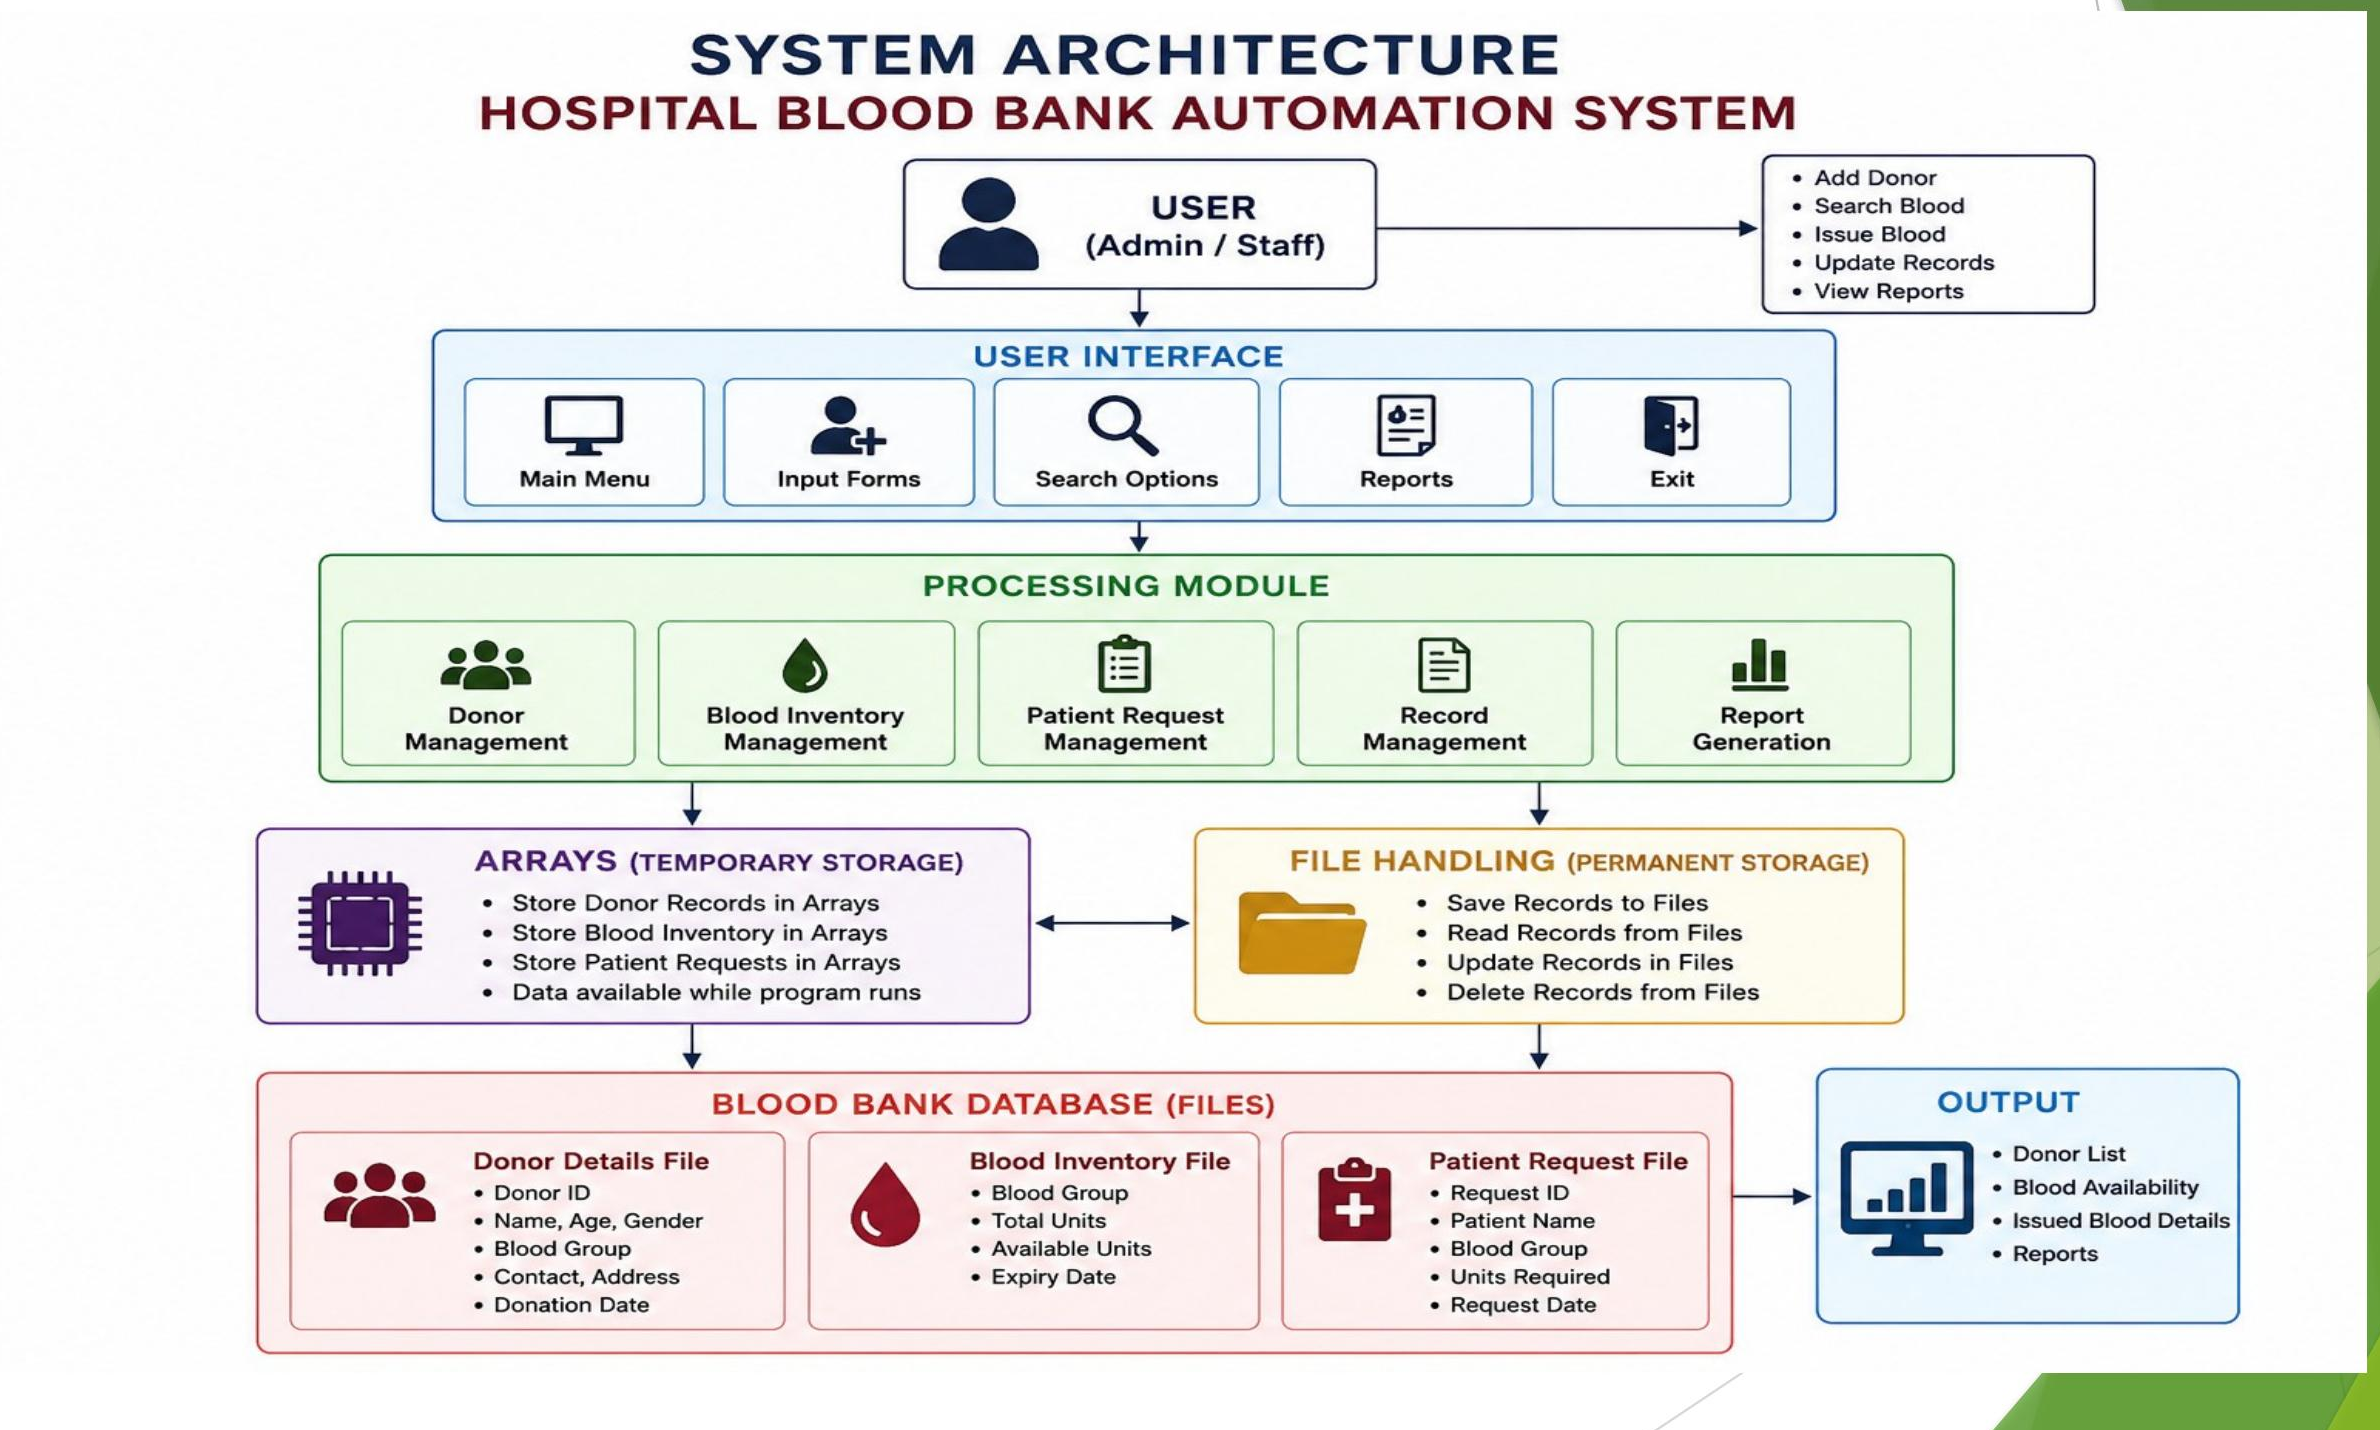 SYSTEM ARCHITECTURE
HOSPITAL BLOOD BANK AUTOMATION SYSTEM
USER
(Admin / Staff)
• Add Donor
• Search Blood
• Issue Blood
• Update Records
• View Reports
USER INTERFACE
Main Menu
Input Forms
Search Options
Reports
Exit
PROCESSING MODULE
Donor
Management
Blood Inventory
Management
Patient Request
Management
Record
Management
Report
Generation
ARRAYS (TEMPORARY STORAGE)
• Store Donor Records in Arrays
• Store Blood Inventory in Arrays
• Store Patient Requests in Arrays
• Data available while program runs
FILE HANDLING (PERMANENT STORAGE)
• Save Records to Files
• Read Records from Files
• Update Records in Files
• Delete Records from Files
BLOOD BANK DATABASE (FILES)
Donor Details File
• Donor ID
• Name, Age, Gender
• Blood Group
• Contact, Address
• Donation Date
Blood Inventory File
• Blood Group
• Total Units
• Available Units
• Expiry Date
Patient Request File
• Request ID
• Patient Name
• Blood Group
• Units Required
• Request Date
OUTPUT
• Donor List
• Blood Availability
• Issued Blood Details
• Reports